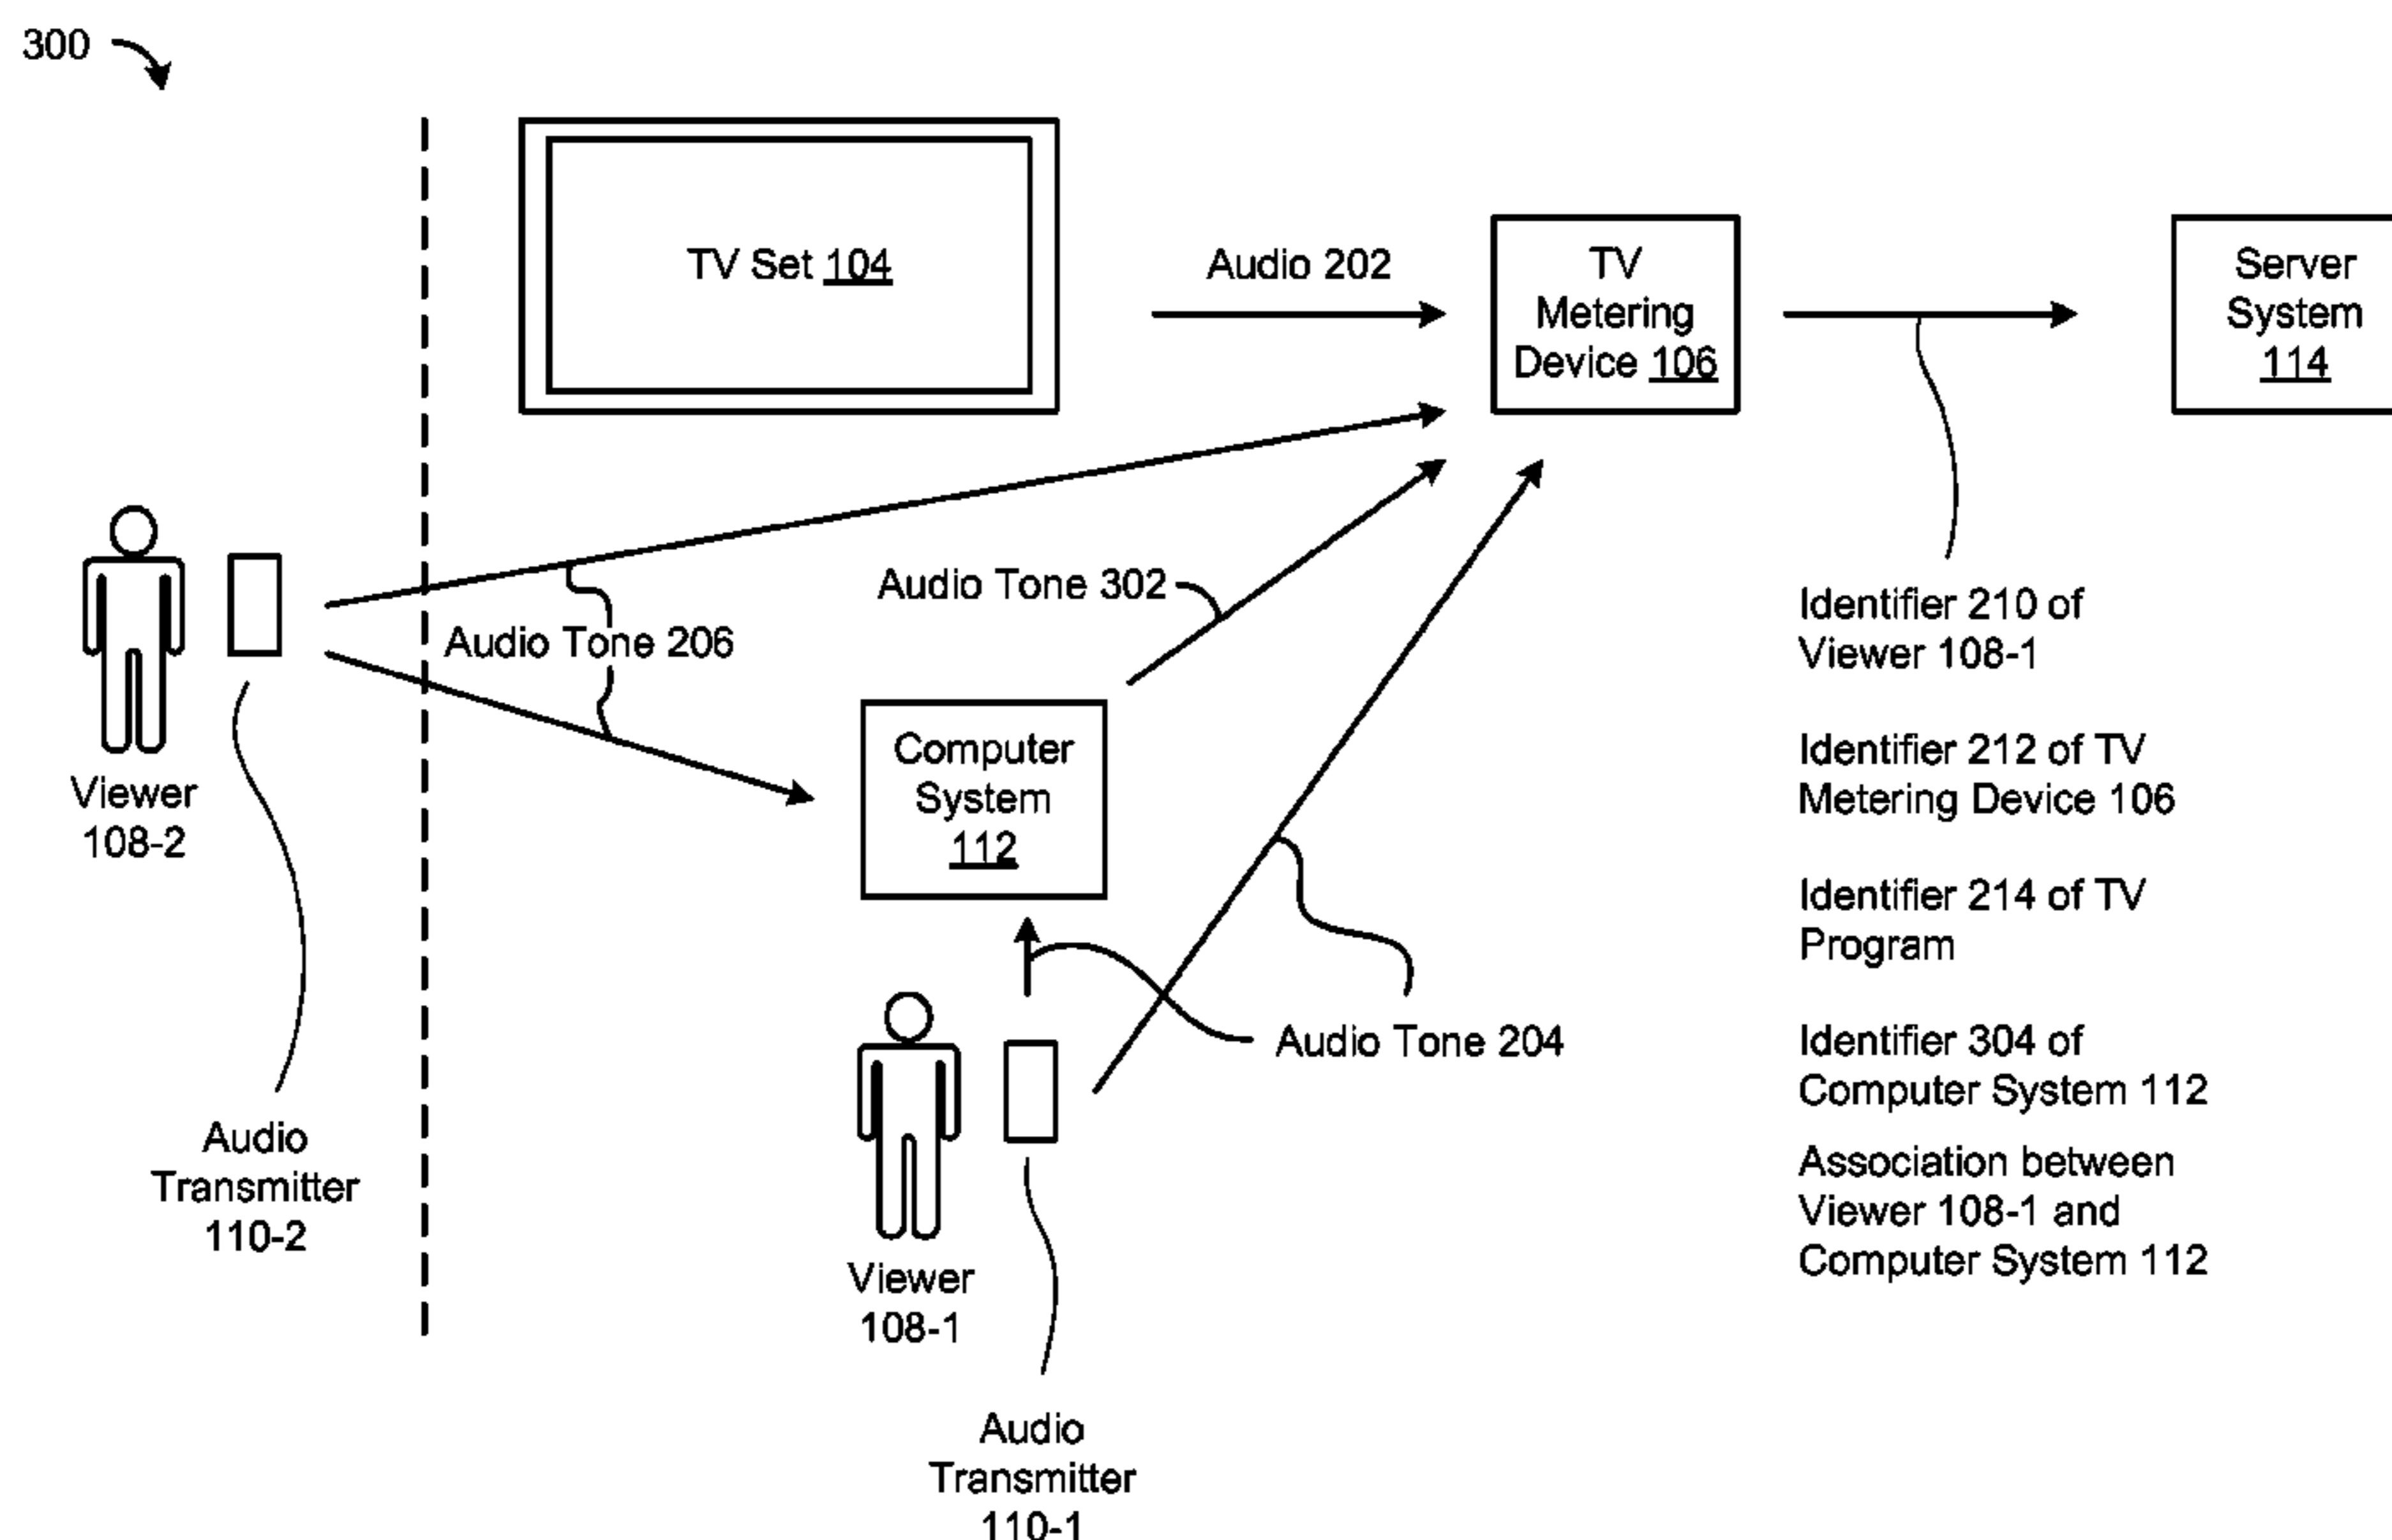 300
TV Set 104
Audio 202
TV
Metering
Device 106
Server
System
114
Audio Tone 302
Audio Tone 206
Identifier 210 of
Viewer 108-1
Computer
System
112
Identifier 212 of TV
Metering Device 106
Viewer
108-2
Identifier 214 of TV
Program
Audio Tone 204
Identifier 304 of
Computer System 112
Audio
Transmitter
110-2
Association between
Viewer 108-1 and
Computer System 112
Viewer
108-1
Audio
Transmitter
110-1